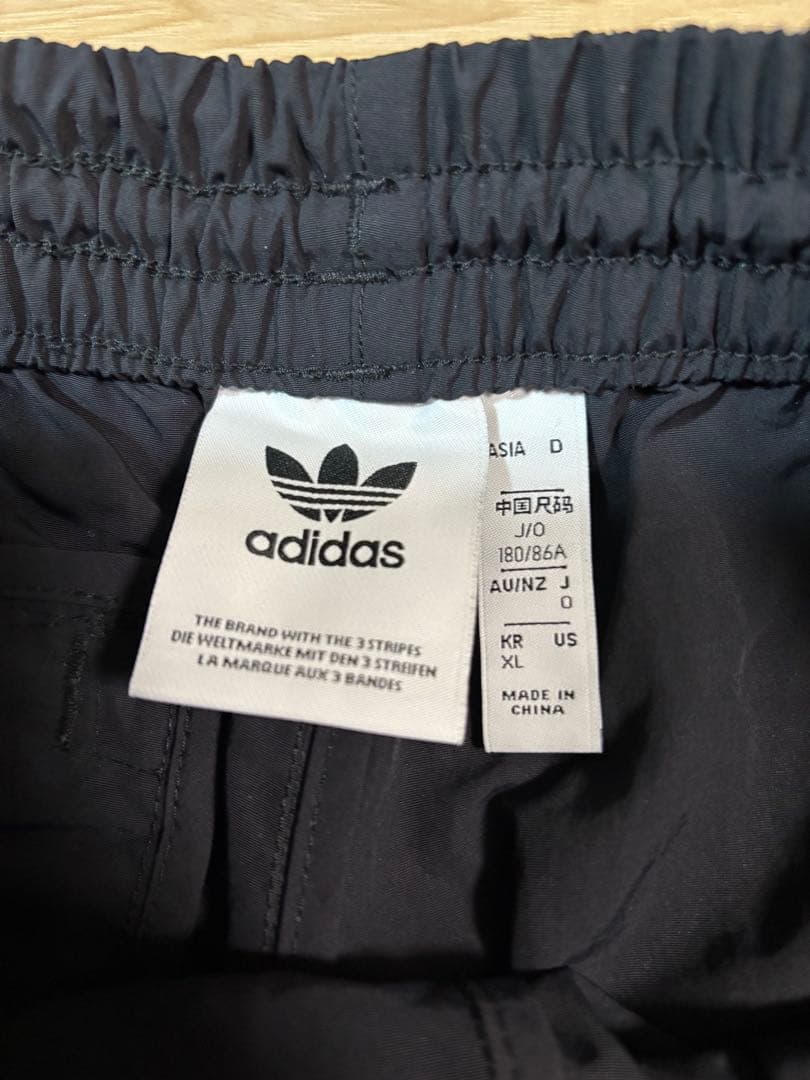 adidas
THE BRAND WITH THE 3 STRIPES
DIE WELTMARKE MIT DEN 3 STREIFEN
LA MARQUE AUX 3 BANDES
ASIA D
中国尺码
J/O
180/86A
AU/NZ J
O
KR US
XL
MADE IN
CHINA